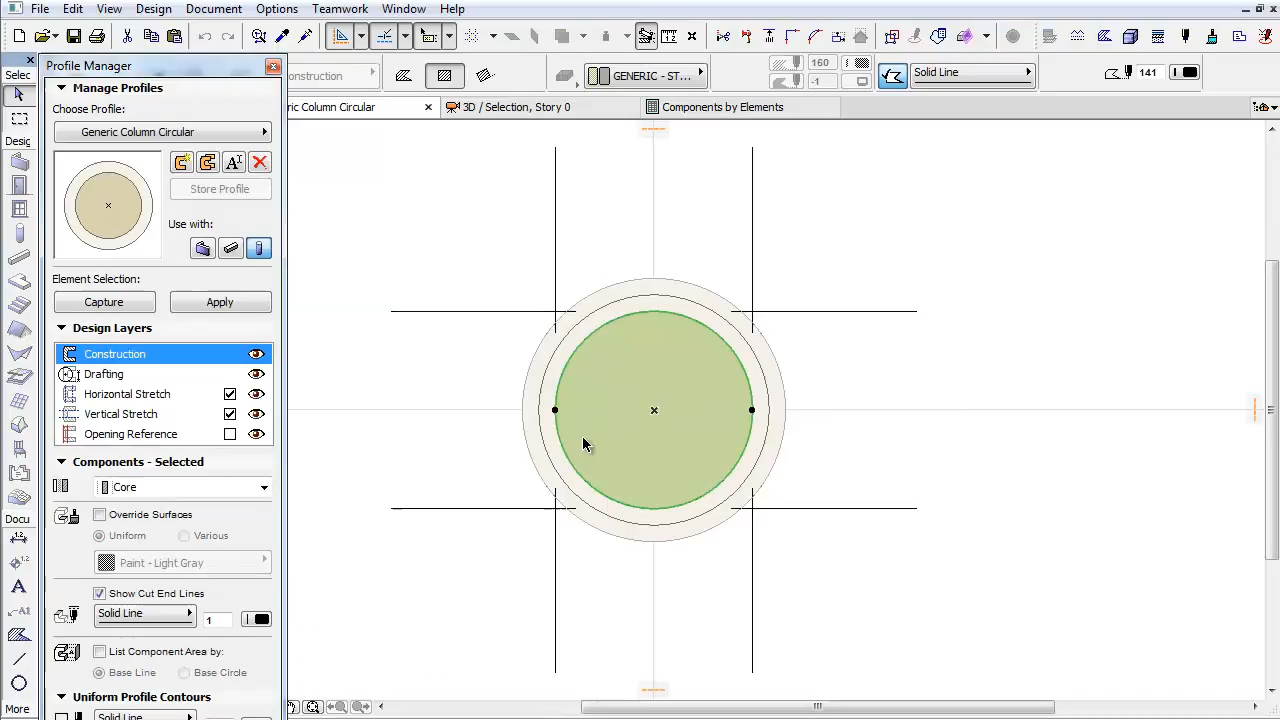 File Edit View Design Document Options Teamwork Window Help
Profile Manager
Selec
Manage Profiles
Choose Profile:
Generic Column Circular
Store Profile
Use with:
Element Selection:
Capture Apply
Design Layers
Construction
Drafting
Horizontal Stretch
Vertical Stretch
Opening Reference
Components - Selected
Core
Override Surfaces
Uniform Various
Paint - Light Gray
Show Cut End Lines
Solid Line 1
List Component Area by:
Base Line Base Circle
Uniform Profile Contours
Solid Line
Desig
Docu
More
onstruction
GENERIC - ST...
160
-1
Solid Line
141
ric Column Circular
3D / Selection, Story 0
Components by Elements